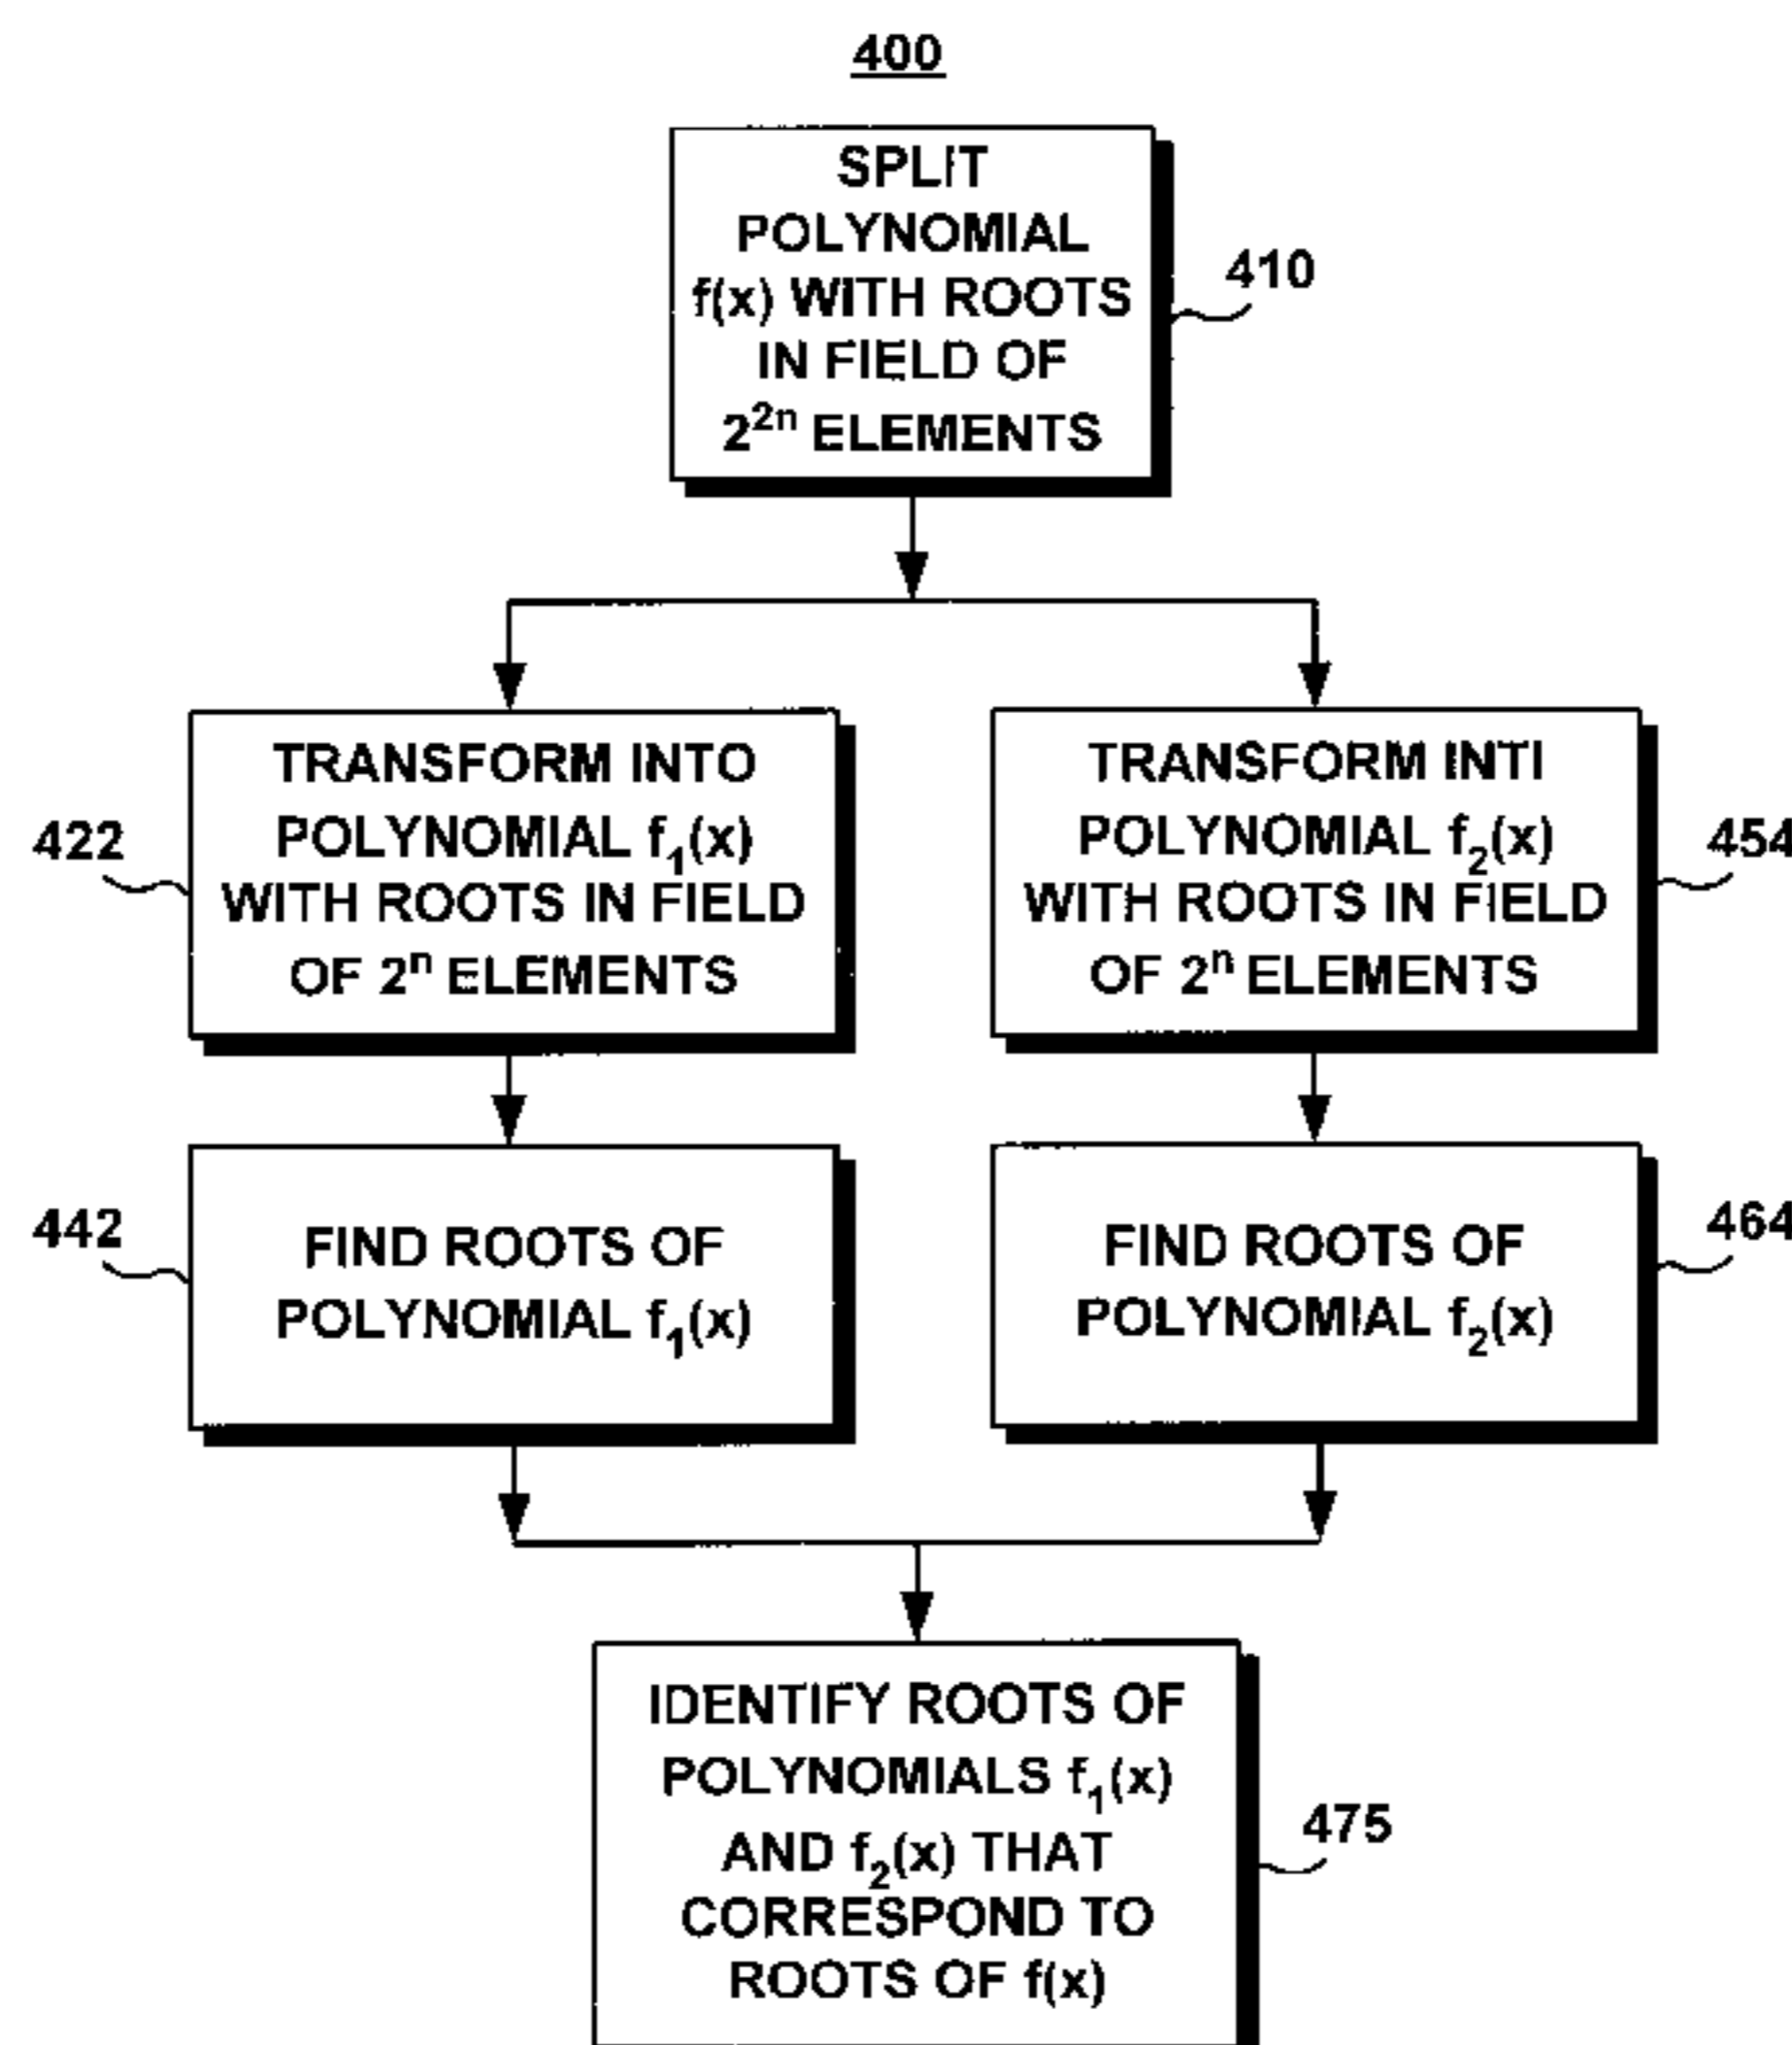 400
SPLIT
POLYNOMIAL
f(x) WITH ROOTS
IN FIELD OF
2²ⁿ ELEMENTS
410
TRANSFORM INTO
POLYNOMIAL f₁(x)
WITH ROOTS IN FIELD
OF 2ⁿ ELEMENTS
422
TRANSFORM INTI
POLYNOMIAL f₂(x)
WITH ROOTS IN FIELD
OF 2ⁿ ELEMENTS
454
FIND ROOTS OF
POLYNOMIAL f₁(x)
442
FIND ROOTS OF
POLYNOMIAL f₂(x)
464
IDENTIFY ROOTS OF
POLYNOMIALS f₁(x)
AND f₂(x) THAT
CORRESPOND TO
ROOTS OF f(x)
475